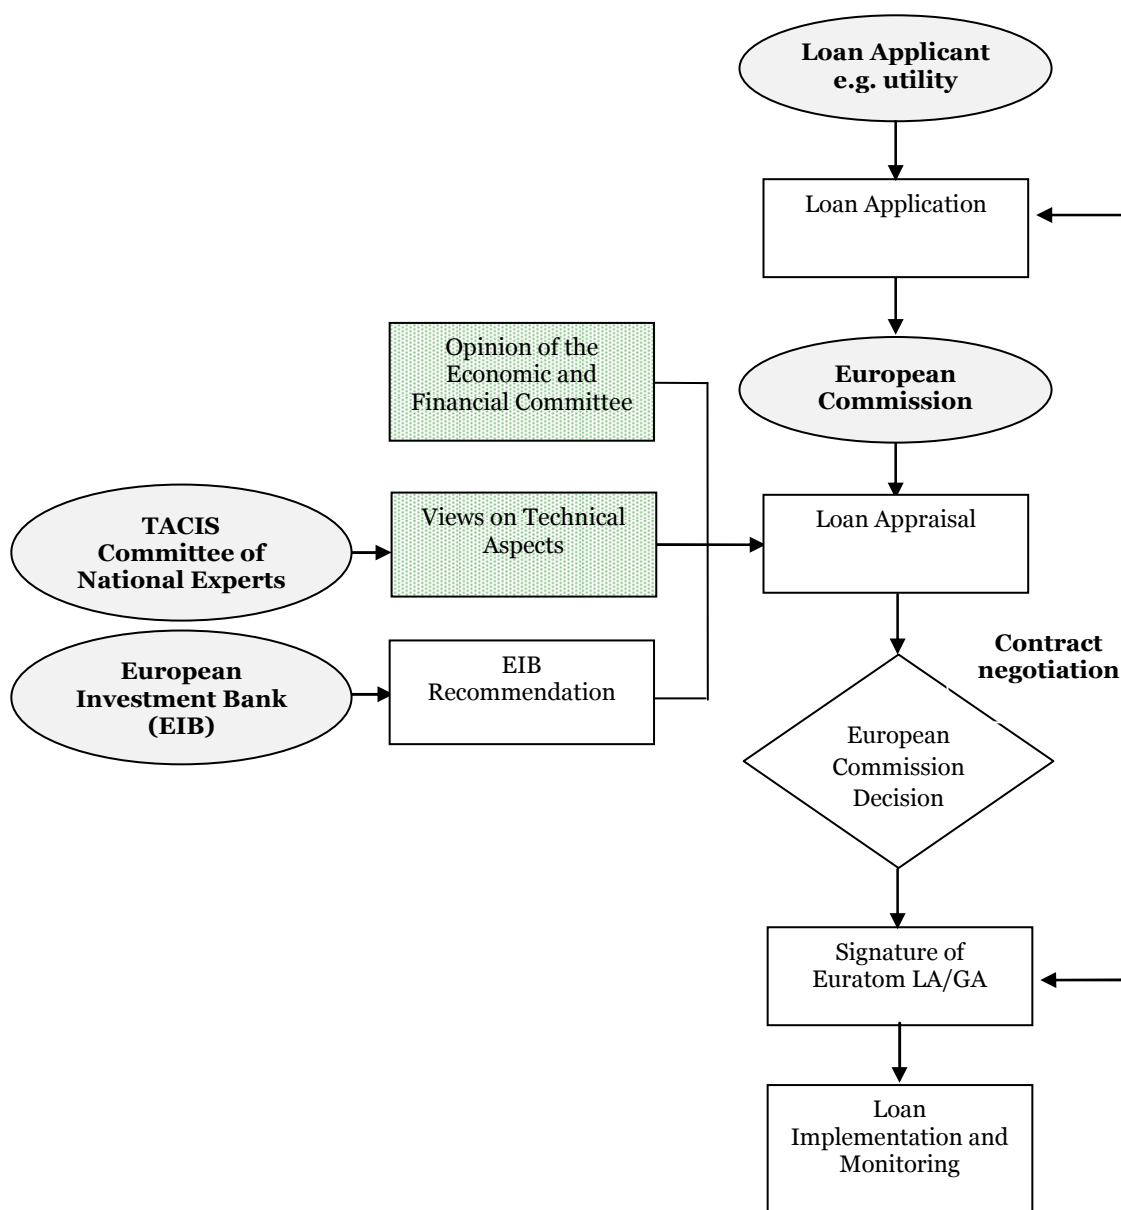 Loan Applicant
e.g. utility
Loan Application
Opinion of the
Economic and
Financial Committee
European
Commission
TACIS
Committee of
National Experts
Views on Technical
Aspects
Loan Appraisal
European
Investment Bank
(EIB)
EIB
Recommendation
Contract
negotiation
European
Commission
Decision
Signature of
Euratom LA/GA
Loan
Implementation and
Monitoring